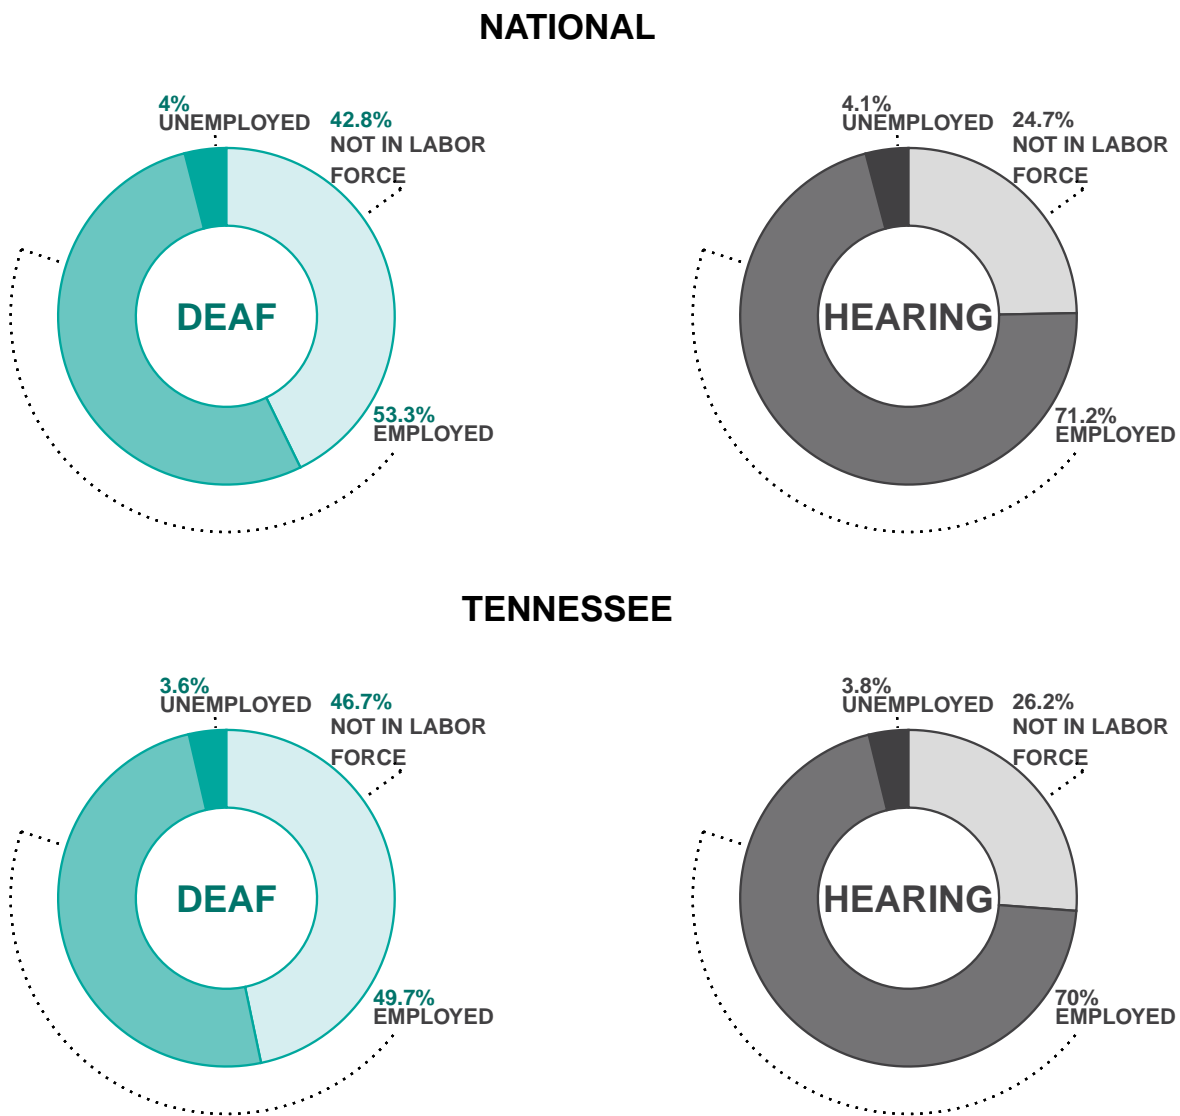 NATIONAL
4%
UNEMPLOYED
42.8%
NOT IN LABOR
FORCE
DEAF
53.3%
EMPLOYED
4.1%
UNEMPLOYED
24.7%
NOT IN LABOR
FORCE
HEARING
71.2%
EMPLOYED
TENNESSEE
3.6%
UNEMPLOYED
46.7%
NOT IN LABOR
FORCE
DEAF
49.7%
EMPLOYED
3.8%
UNEMPLOYED
26.2%
NOT IN LABOR
FORCE
HEARING
70%
EMPLOYED